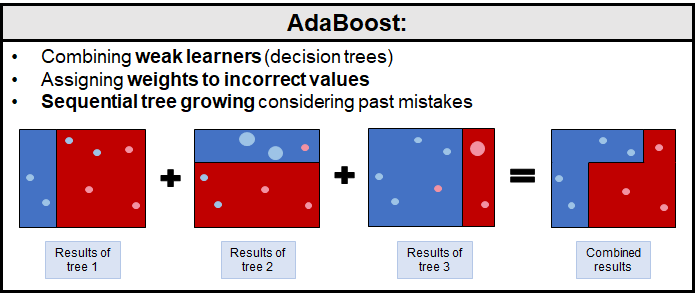 AdaBoost:
• Combining weak learners (decision trees)
• Assigning weights to incorrect values
• Sequential tree growing considering past mistakes
+ + =
Results of tree 1
Results of tree 2
Results of tree 3
Combined results